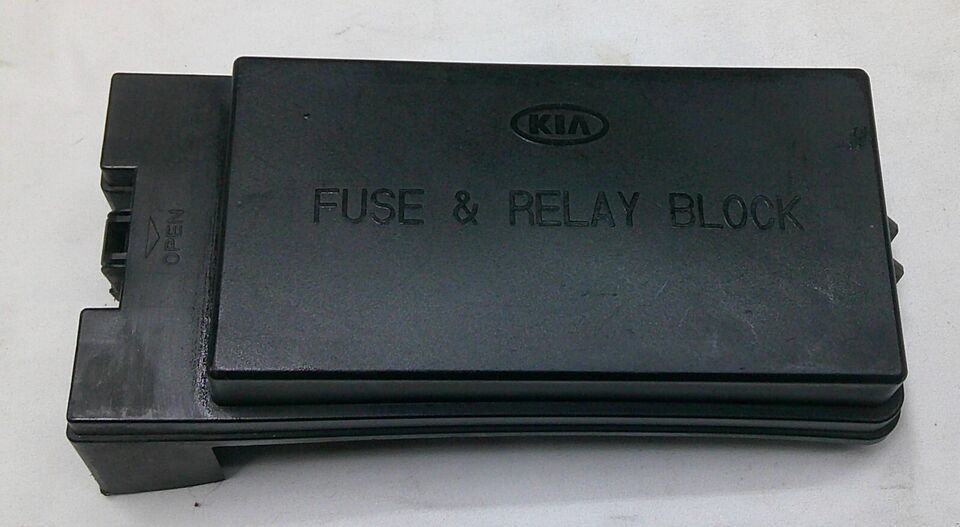 KIA
FUSE & RELAY BLOCK
OPEN